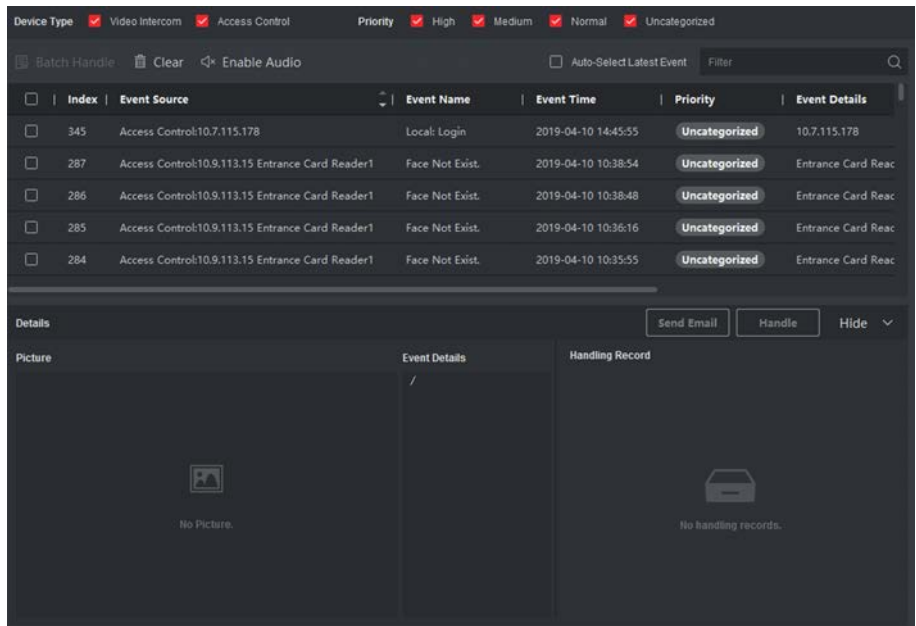 Device Type Video Intercom Access Control Priority High Medium Normal Uncategorized
Batch Handle Clear Enable Audio Auto-Select Latest Event Filter
Index Event Source Event Name Event Time Priority Event Details
345 Access Control:10.7.115.178 Local: Login 2019-04-10 14:45:55 Uncategorized 10.7.115.178
287 Access Control:10.9.113.15 Entrance Card Reader1 Face Not Exist. 2019-04-10 10:38:54 Uncategorized Entrance Card Reac
286 Access Control:10.9.113.15 Entrance Card Reader1 Face Not Exist. 2019-04-10 10:38:48 Uncategorized Entrance Card Reac
285 Access Control:10.9.113.15 Entrance Card Reader1 Face Not Exist. 2019-04-10 10:36:16 Uncategorized Entrance Card Reac
284 Access Control:10.9.113.15 Entrance Card Reader1 Face Not Exist. 2019-04-10 10:35:55 Uncategorized Entrance Card Reac
Details Send Email Handle Hide
Picture Event Details Handling Record
/
No Picture. No handling records.